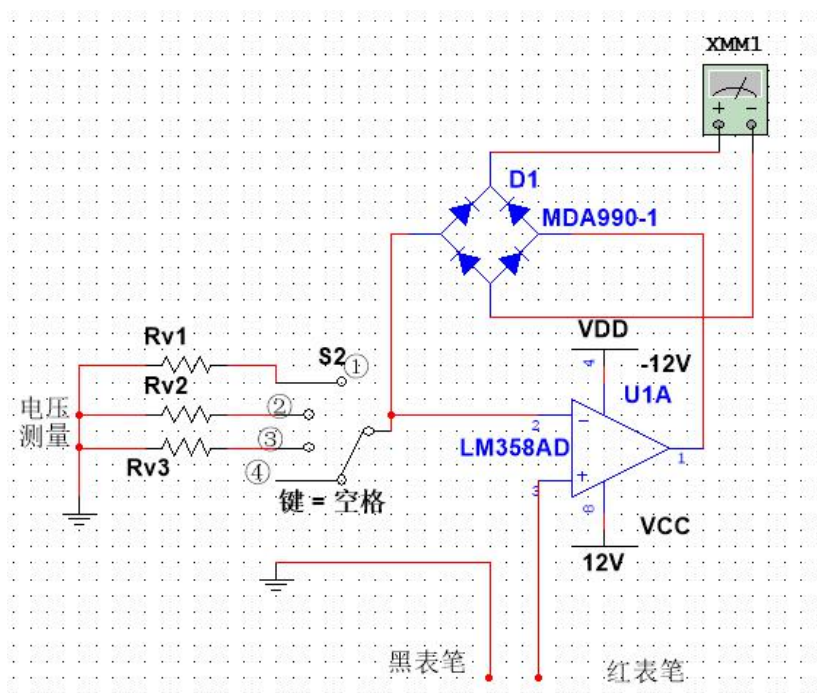 XMM1
+ −
D1
MDA990-1
VDD
4
-12V
U1A
Rv1
S2
①
Rv2
②
电压
测量
③
Rv3
④
键 = 空格
2
−
LM358AD
1
+
3
8
VCC
12V
黑表笔
红表笔